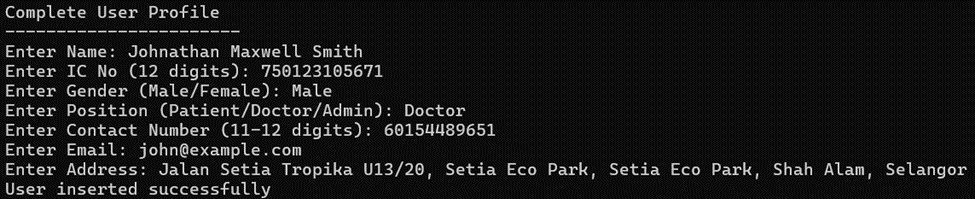 Complete User Profile
------------------------
Enter Name: Johnathan Maxwell Smith
Enter IC No (12 digits): 750123105671
Enter Gender (Male/Female): Male
Enter Position (Patient/Doctor/Admin): Doctor
Enter Contact Number (11-12 digits): 60154489651
Enter Email: john@example.com
Enter Address: Jalan Setia Tropika U13/20, Setia Eco Park, Setia Eco Park, Shah Alam, Selangor
User inserted successfully